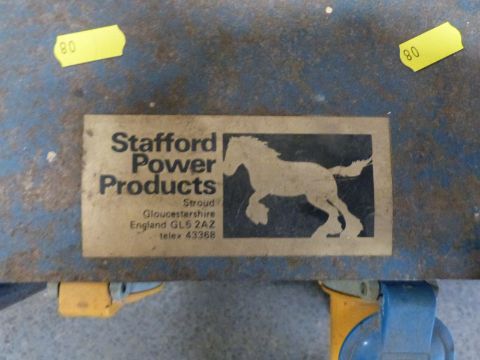 80
80
Stafford
Power
Products
Stroud
Gloucestershire
England GL5 2AZ
telex 43368